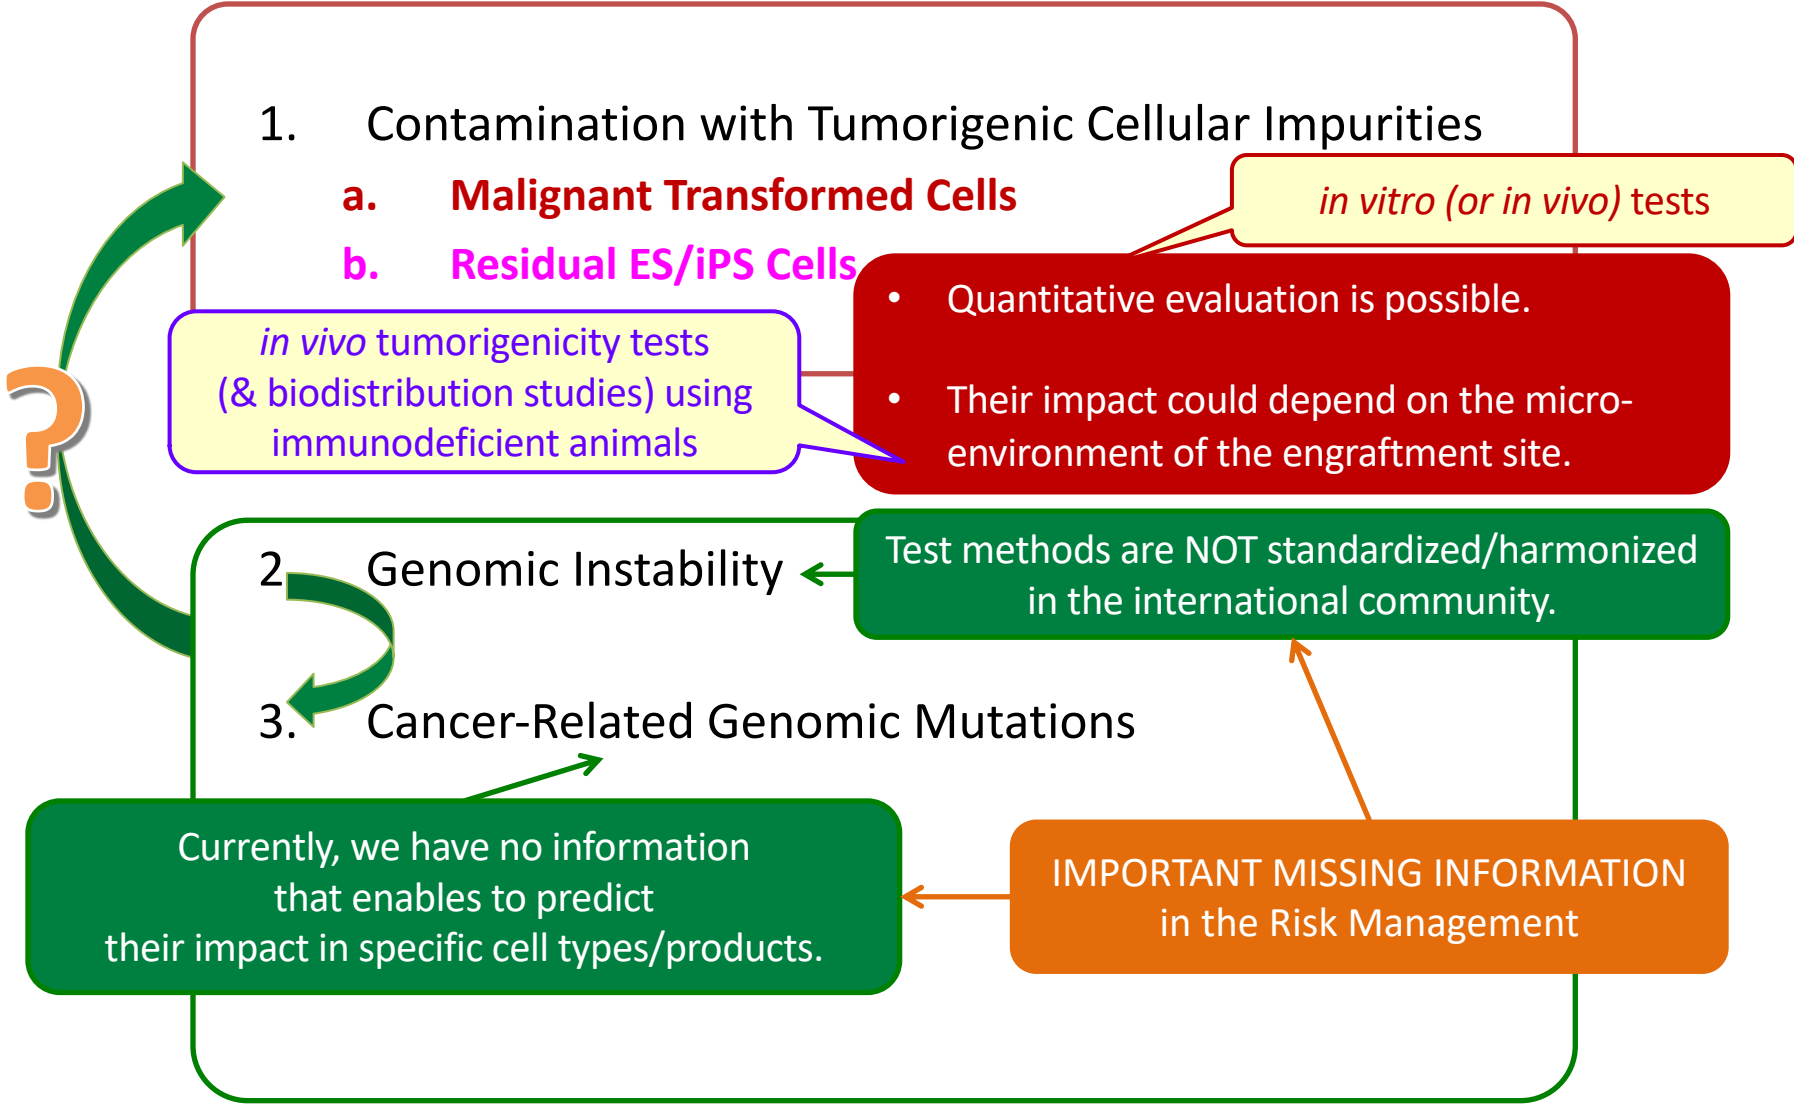 1. Contamination with Tumorigenic Cellular Impurities
a. Malignant Transformed Cells
in vitro (or in vivo) tests
b. Residual ES/iPS Cells
• Quantitative evaluation is possible.
• Their impact could depend on the micro-
environment of the engraftment site.
in vivo tumorigenicity tests
(& biodistribution studies) using
immunodeficient animals
?
2 Genomic Instability
Test methods are NOT standardized/harmonized
in the international community.
3. Cancer-Related Genomic Mutations
Currently, we have no information
that enables to predict
their impact in specific cell types/products.
IMPORTANT MISSING INFORMATION
in the Risk Management